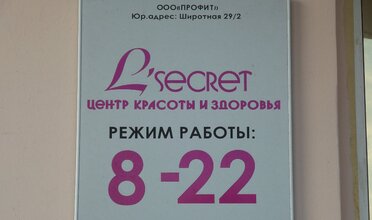 ООО«ПРОФИТ»
Юр.адрес: Широтная 29/2
L'SECRET
ЦЕНТР КРАСОТЫ И ЗДОРОВЬЯ
РЕЖИМ РАБОТЫ:
8-22